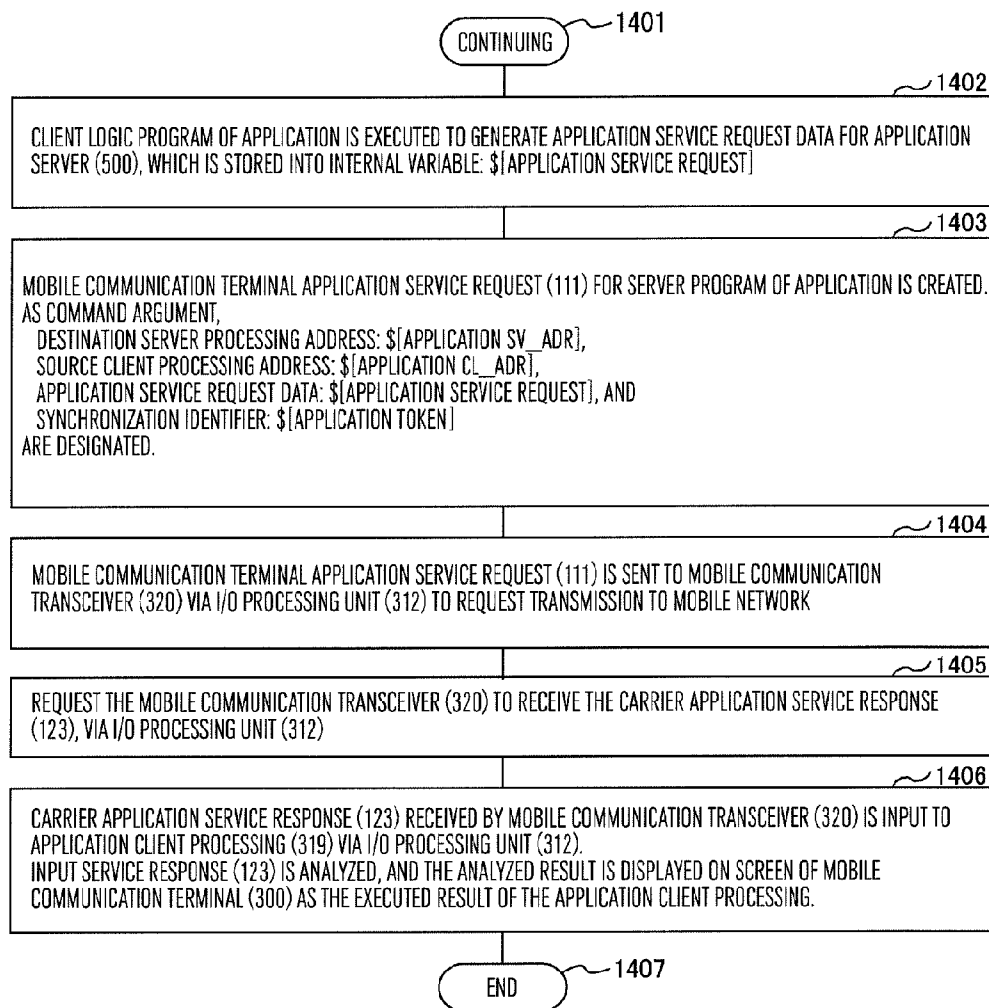 1401
CONTINUING
1402
CLIENT LOGIC PROGRAM OF APPLICATION IS EXECUTED TO GENERATE APPLICATION SERVICE REQUEST DATA FOR APPLICATION
SERVER (500), WHICH IS STORED INTO INTERNAL VARIABLE: $[APPLICATION SERVICE REQUEST]
1403
MOBILE COMMUNICATION TERMINAL APPLICATION SERVICE REQUEST (111) FOR SERVER PROGRAM OF APPLICATION IS CREATED.
AS COMMAND ARGUMENT,
DESTINATION SERVER PROCESSING ADDRESS: $[APPLICATION SV_ADR],
SOURCE CLIENT PROCESSING ADDRESS: $[APPLICATION CL_ADR],
APPLICATION SERVICE REQUEST DATA: $[APPLICATION SERVICE REQUEST], AND
SYNCHRONIZATION IDENTIFIER: $[APPLICATION TOKEN]
ARE DESIGNATED.
1404
MOBILE COMMUNICATION TERMINAL APPLICATION SERVICE REQUEST (111) IS SENT TO MOBILE COMMUNICATION
TRANSCEIVER (320) VIA I/O PROCESSING UNIT (312) TO REQUEST TRANSMISSION TO MOBILE NETWORK
1405
REQUEST THE MOBILE COMMUNICATION TRANSCEIVER (320) TO RECEIVE THE CARRIER APPLICATION SERVICE RESPONSE
(123), VIA I/O PROCESSING UNIT (312)
1406
CARRIER APPLICATION SERVICE RESPONSE (123) RECEIVED BY MOBILE COMMUNICATION TRANSCEIVER (320) IS INPUT TO
APPLICATION CLIENT PROCESSING (319) VIA I/O PROCESSING UNIT (312).
INPUT SERVICE RESPONSE (123) IS ANALYZED, AND THE ANALYZED RESULT IS DISPLAYED ON SCREEN OF MOBILE
COMMUNICATION TERMINAL (300) AS THE EXECUTED RESULT OF THE APPLICATION CLIENT PROCESSING.
1407
END